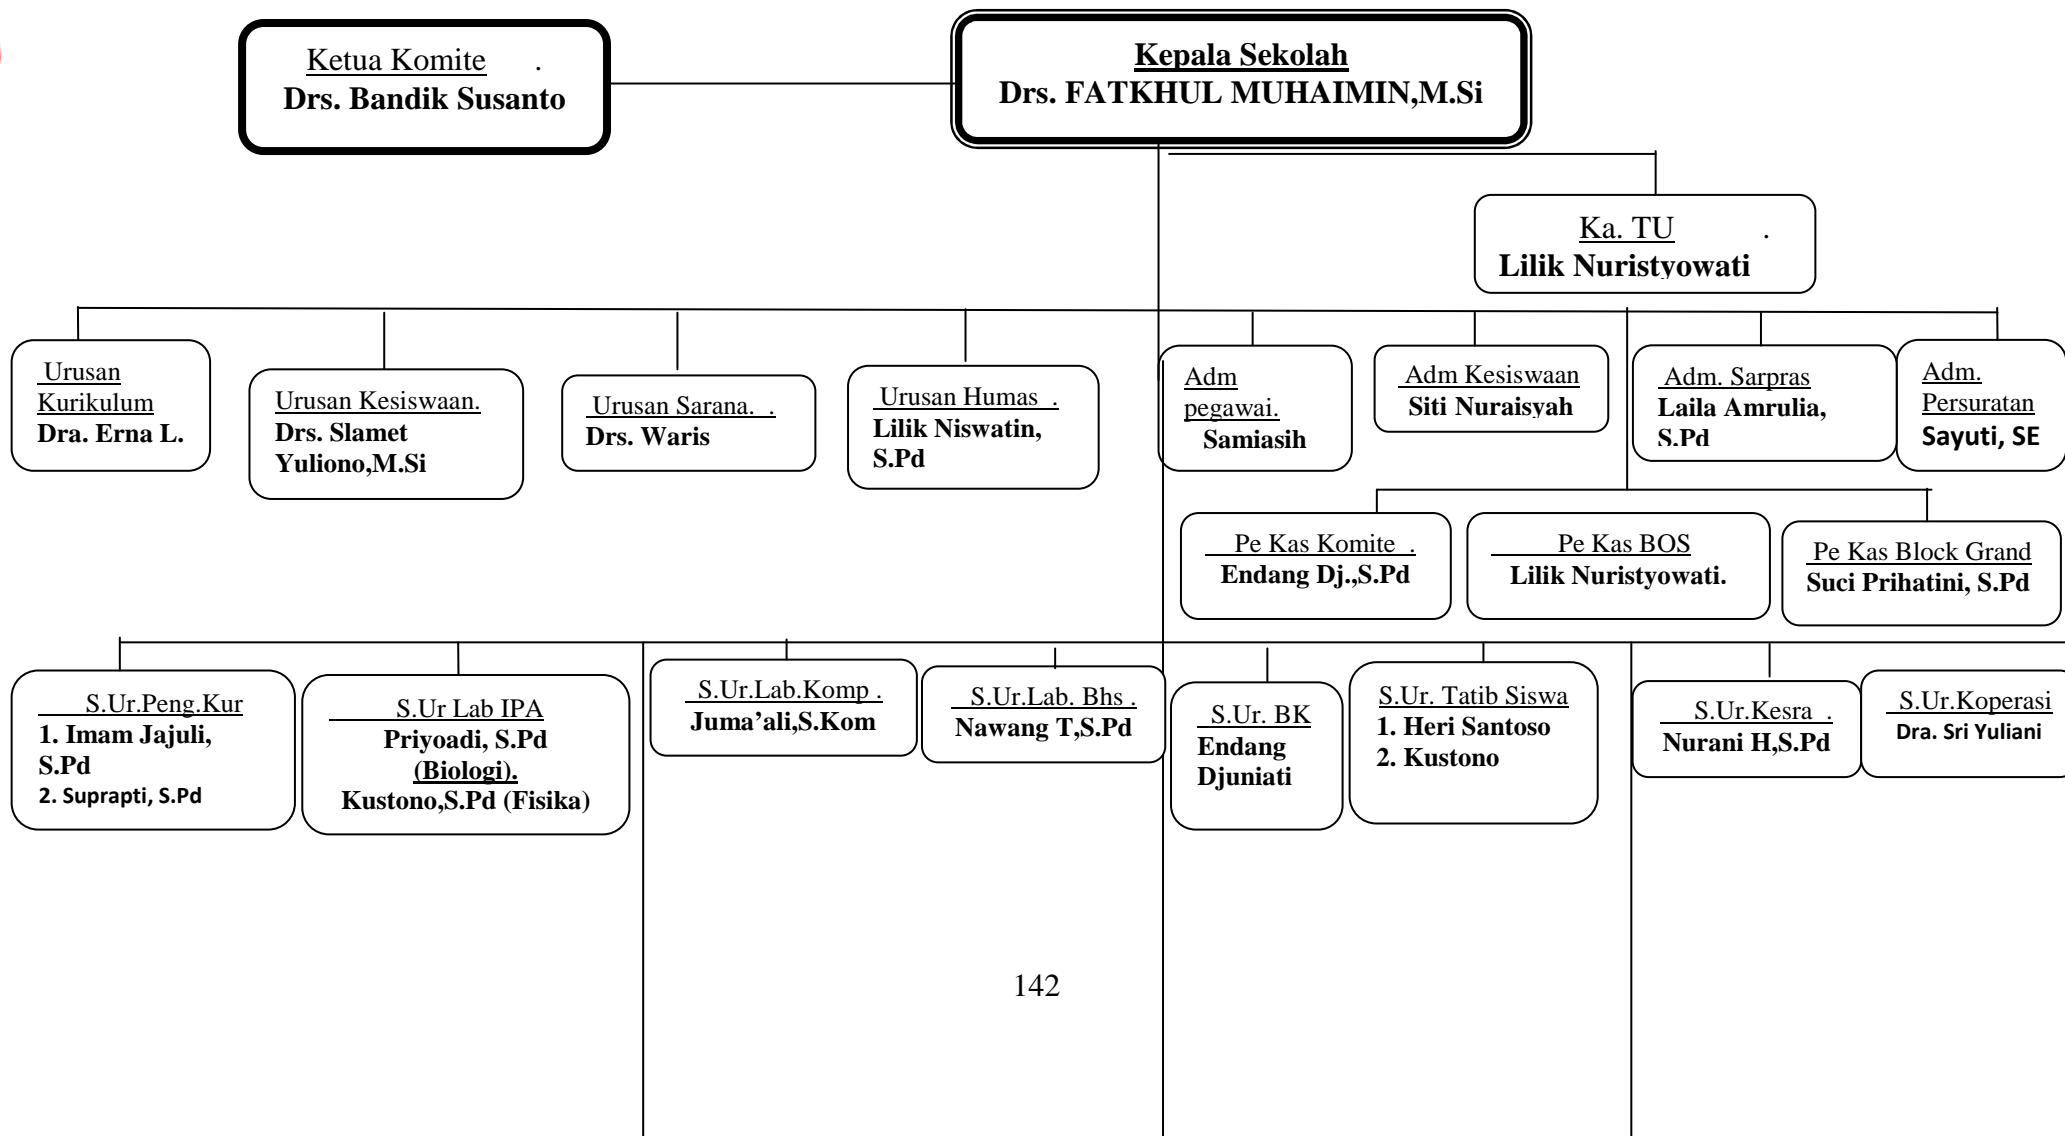 Ketua Komite .
Drs. Bandik Susanto
Kepala Sekolah
Drs. FATKHUL MUHAIMIN,M.Si
Ka. TU .
Lilik Nuristyowati
Urusan
Kurikulum
Dra. Erna L.
Urusan Kesiswaan.
Drs. Slamet
Yuliono,M.Si
Urusan Sarana. .
Drs. Waris
Urusan Humas .
Lilik Niswatin,
S.Pd
Adm
pegawai.
Samiasih
Adm Kesiswaan
Siti Nuraisyah
Adm. Sarpras
Laila Amrulia,
S.Pd
Adm.
Persuratan
Sayuti, SE
Pe Kas Komite .
Endang Dj.,S.Pd
Pe Kas BOS
Lilik Nuristyowati.
Pe Kas Block Grand
Suci Prihatini, S.Pd
S.Ur.Peng.Kur
1. Imam Jajuli,
S.Pd
2. Suprapti, S.Pd
S.Ur Lab IPA
Priyoadi, S.Pd
(Biologi).
Kustono,S.Pd (Fisika)
S.Ur.Lab.Komp .
Juma’ali,S.Kom
S.Ur.Lab. Bhs .
Nawang T,S.Pd
S.Ur. BK
Endang
Djuniati
S.Ur. Tatib Siswa
1. Heri Santoso
2. Kustono
S.Ur.Kesra .
Nurani H,S.Pd
S.Ur.Koperasi
Dra. Sri Yuliani
142